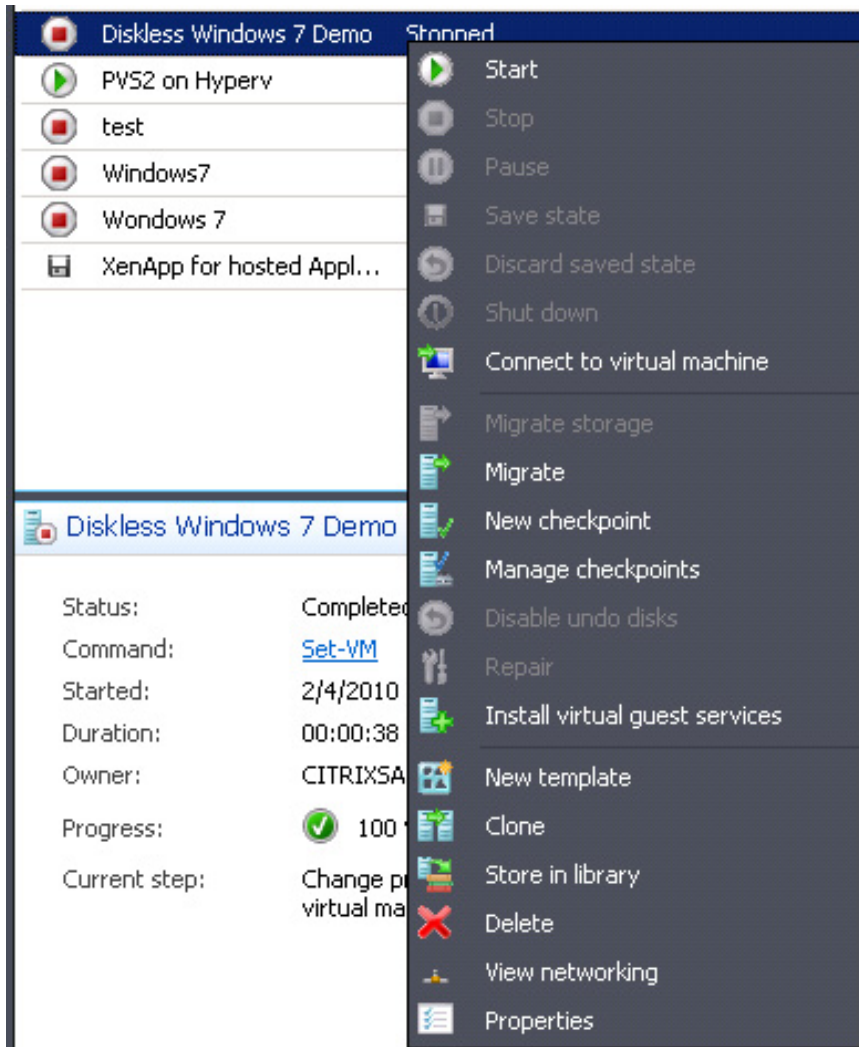 Diskless Windows 7 Demo Stopped
PVS2 on Hyperv
test
Windows7
Wondows 7
XenApp for hosted Appl...
Start
Stop
Pause
Save state
Discard saved state
Shut down
Connect to virtual machine
Migrate storage
Migrate
New checkpoint
Manage checkpoints
Disable undo disks
Repair
Install virtual guest services
New template
Clone
Store in library
Delete
View networking
Properties
Diskless Windows 7 Demo
Status: Completed
Command: Set-VM
Started: 2/4/2010
Duration: 00:00:38
Owner: CITRIXSA
Progress: 100
Current step: Change
virtual